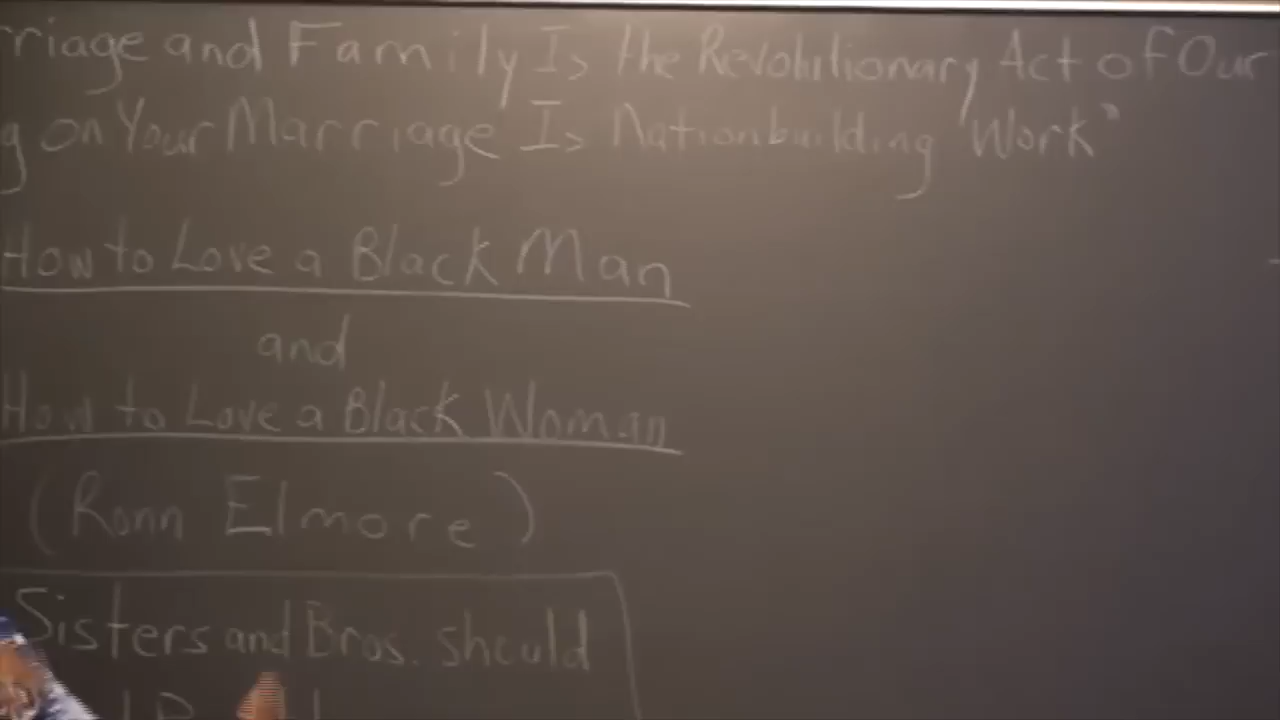 rriage and Family Is the Revolutionary Act of Our
g on Your Marriage Is Nationbuilding "Work"
How to Love a Black Man
and
How to Love a Black Woman
(Ronn Elmore)
Sisters and Bros. should